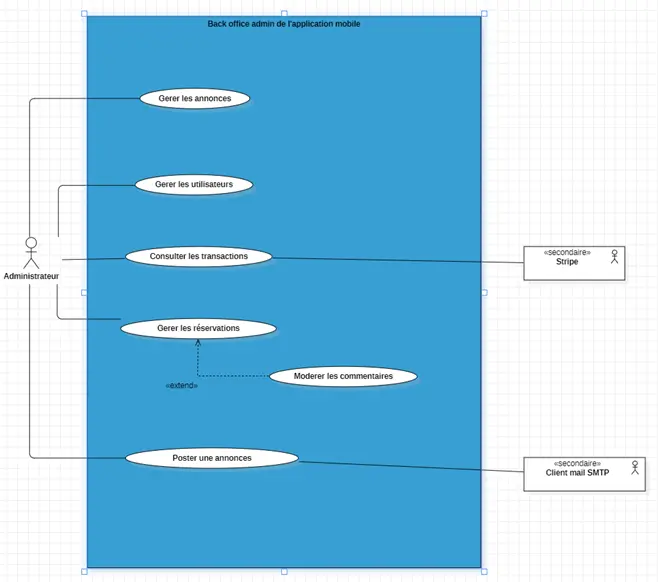 Back office admin de l'application mobile
Gerer les annonces
Gerer les utilisateurs
Consulter les transactions
«secondaire»
Stripe
Administrateur
Gerer les réservations
Moderer les commentaires
«extend»
Poster une annonces
«secondaire»
Client mail SMTP